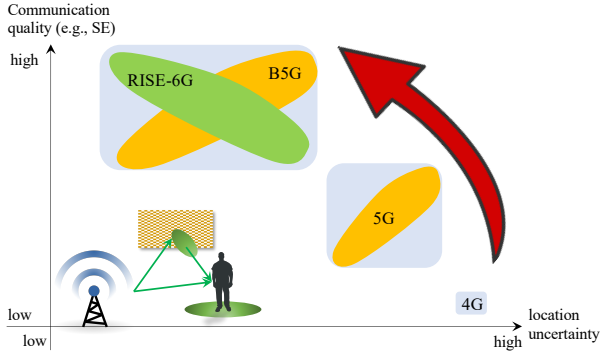 Communication
quality (e.g., SE)
high
RISE-6G
B5G
5G
4G
low
low
high
location
uncertainty